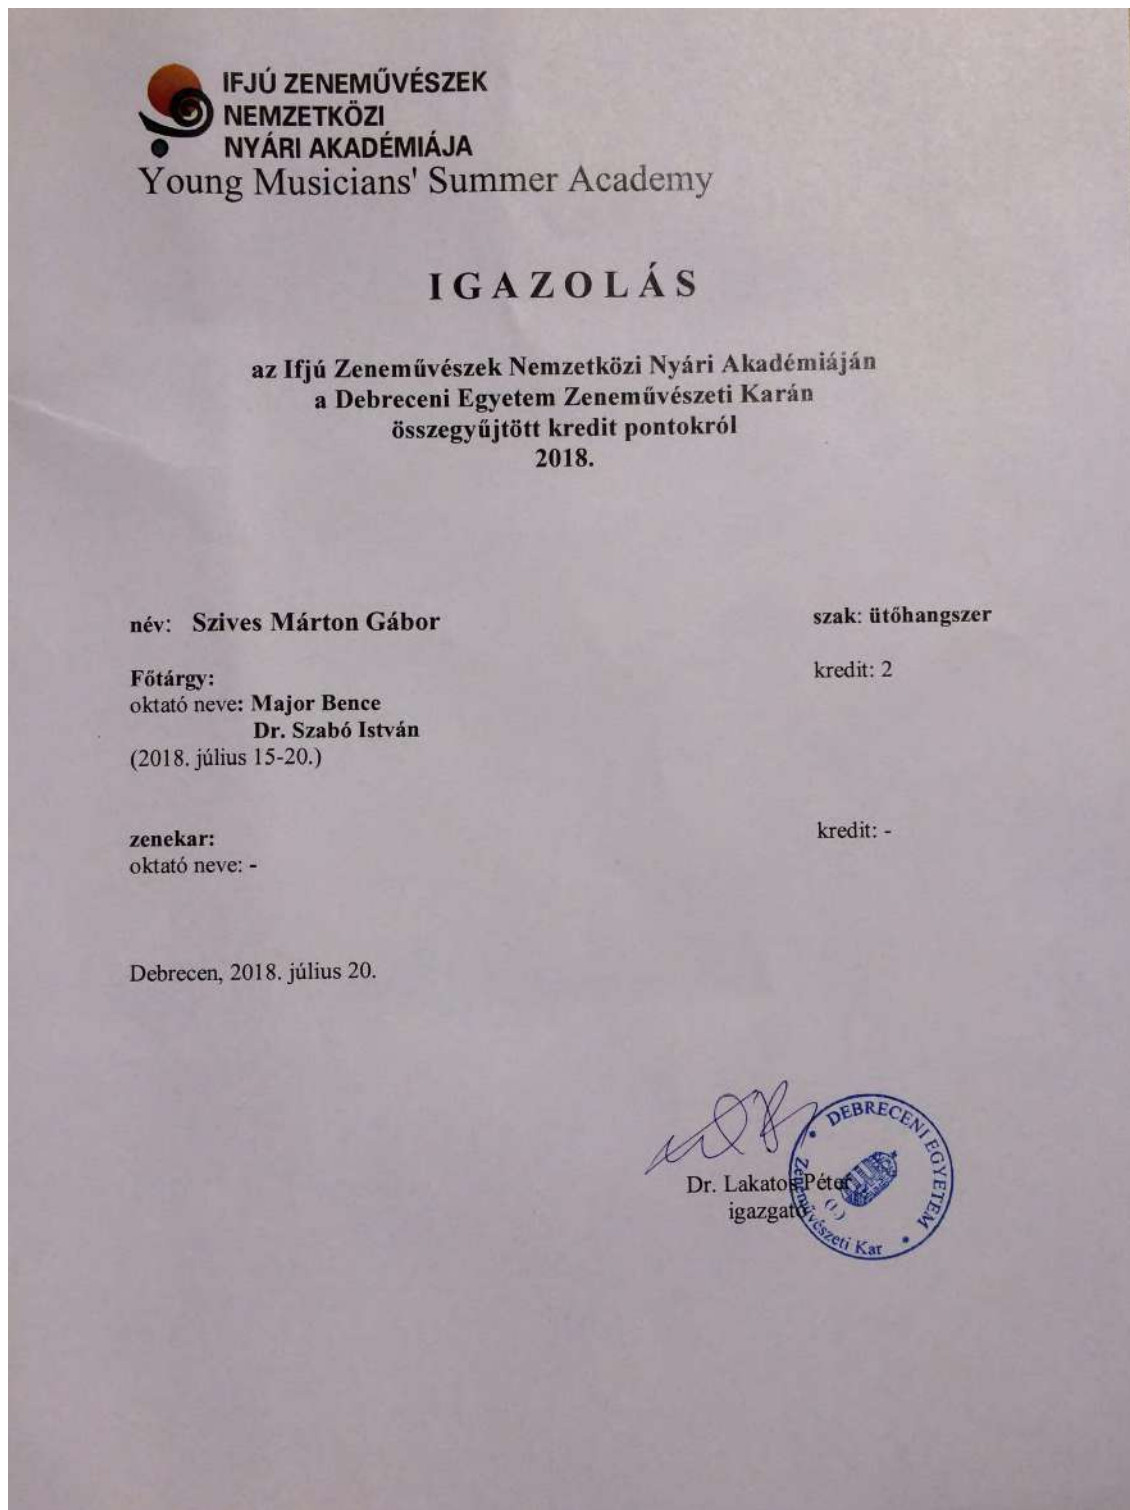 IFJÚ ZENEMŰVÉSZEK
NEMZETKÖZI
NYÁRI AKADÉMIÁJA
Young Musicians' Summer Academy
IGAZOLÁS
az Ifjú Zeneművészek Nemzetközi Nyári Akadémiáján
a Debreceni Egyetem Zeneművészeti Karán
összegyűjtött kredit pontokról
2018.
név: Szives Márton Gábor
szak: ütőhangszer
Főtárgy:
kredit: 2
oktató neve: Major Bence
Dr. Szabó István
(2018. július 15-20.)
zenekar:
kredit: -
oktató neve: -
Debrecen, 2018. július 20.
Dr. Lakatos Péter
igazgató
DEBRECENI EGYETEM
Zeneművészeti Kar
(1.)